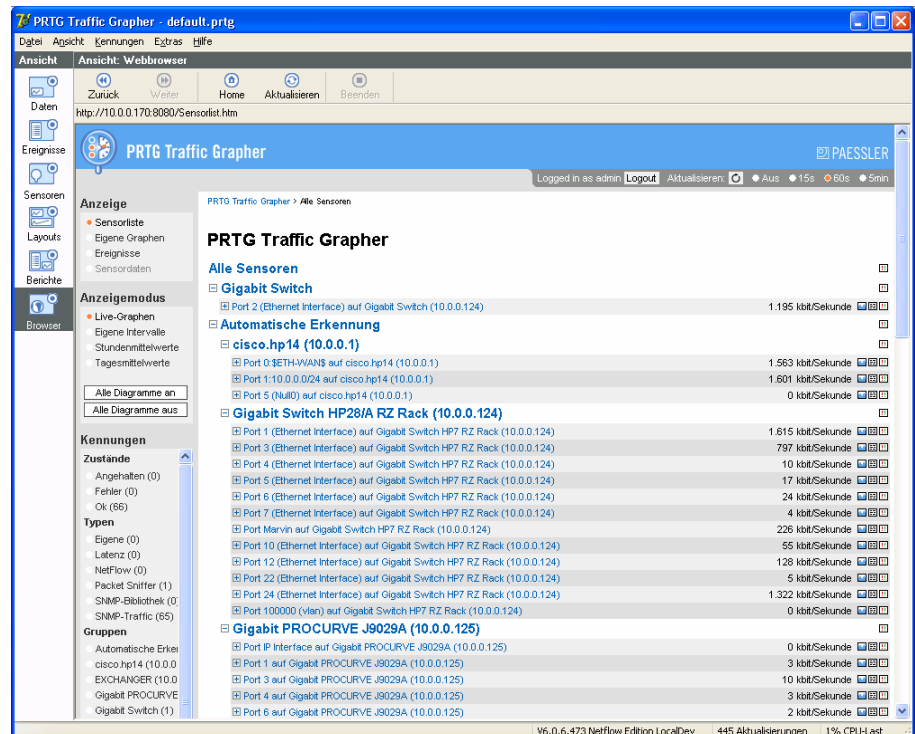 PRTG Traffic Grapher - default.prtg
Datei Ansicht Kennungen Extras Hilfe
Ansicht
Ansicht: Webbrowser
Zurück Weiter Home Aktualisieren Beenden
http://10.0.0.170:8080/Sensorlist.htm
Daten
Ereignisse
Sensoren
Layouts
Berichte
Browser
PRTG Traffic Grapher
PAESSLER
Logged in as admin Logout Aktualisieren: Aus 15s 60s 5min
Anzeige
Sensorliste
Eigene Graphen
Ereignisse
Sensordaten
Anzeigemodus
Live-Graphen
Eigene Intervalle
Stundenmittelwerte
Tagesmittelwerte
Alle Diagramme an
Alle Diagramme aus
Kennungen
Zustände
Angehalten (0)
Fehler (0)
Ok (66)
Typen
Eigene (0)
Latenz (0)
NetFlow (0)
Packet Sniffer (1)
SNMP-Bibliothek (0
SNMP-Traffic (65)
Gruppen
Automatische Erke
cisco.hp14 (10.0.0
EXCHANGER (10.0
Gigabit PROCURVE
Gigabit Switch (1)
PRTG Traffic Grapher > Alle Sensoren
PRTG Traffic Grapher
Alle Sensoren
Gigabit Switch
Port 2 (Ethernet Interface) auf Gigabit Switch (10.0.0.124) 1.195 kbit/Sekunde
Automatische Erkennung
cisco.hp14 (10.0.0.1)
Port 0:$ETH-WAN$ auf cisco.hp14 (10.0.0.1) 1.563 kbit/Sekunde
Port 1:10.0.0.0/24 auf cisco.hp14 (10.0.0.1) 1.601 kbit/Sekunde
Port 5 (Null0) auf cisco.hp14 (10.0.0.1) 0 kbit/Sekunde
Gigabit Switch HP28/A RZ Rack (10.0.0.124)
Port 1 (Ethernet Interface) auf Gigabit Switch HP7 RZ Rack (10.0.0.124) 1.615 kbit/Sekunde
Port 3 (Ethernet Interface) auf Gigabit Switch HP7 RZ Rack (10.0.0.124) 797 kbit/Sekunde
Port 4 (Ethernet Interface) auf Gigabit Switch HP7 RZ Rack (10.0.0.124) 10 kbit/Sekunde
Port 5 (Ethernet Interface) auf Gigabit Switch HP7 RZ Rack (10.0.0.124) 17 kbit/Sekunde
Port 6 (Ethernet Interface) auf Gigabit Switch HP7 RZ Rack (10.0.0.124) 24 kbit/Sekunde
Port 7 (Ethernet Interface) auf Gigabit Switch HP7 RZ Rack (10.0.0.124) 4 kbit/Sekunde
Port Marvin auf Gigabit Switch HP7 RZ Rack (10.0.0.124) 226 kbit/Sekunde
Port 10 (Ethernet Interface) auf Gigabit Switch HP7 RZ Rack (10.0.0.124) 55 kbit/Sekunde
Port 12 (Ethernet Interface) auf Gigabit Switch HP7 RZ Rack (10.0.0.124) 128 kbit/Sekunde
Port 22 (Ethernet Interface) auf Gigabit Switch HP7 RZ Rack (10.0.0.124) 5 kbit/Sekunde
Port 24 (Ethernet Interface) auf Gigabit Switch HP7 RZ Rack (10.0.0.124) 1.322 kbit/Sekunde
Port 100000 (vlan) auf Gigabit Switch HP7 RZ Rack (10.0.0.124) 0 kbit/Sekunde
Gigabit PROCURVE J9029A (10.0.0.125)
Port IP Interface auf Gigabit PROCURVE J9029A (10.0.0.125) 0 kbit/Sekunde
Port 1 auf Gigabit PROCURVE J9029A (10.0.0.125) 3 kbit/Sekunde
Port 3 auf Gigabit PROCURVE J9029A (10.0.0.125) 10 kbit/Sekunde
Port 4 auf Gigabit PROCURVE J9029A (10.0.0.125) 3 kbit/Sekunde
Port 6 auf Gigabit PROCURVE J9029A (10.0.0.125) 2 kbit/Sekunde
V6.0.6.473 Netflow Edition LocalDev 445 Aktualisierungen 1% CPU-Last